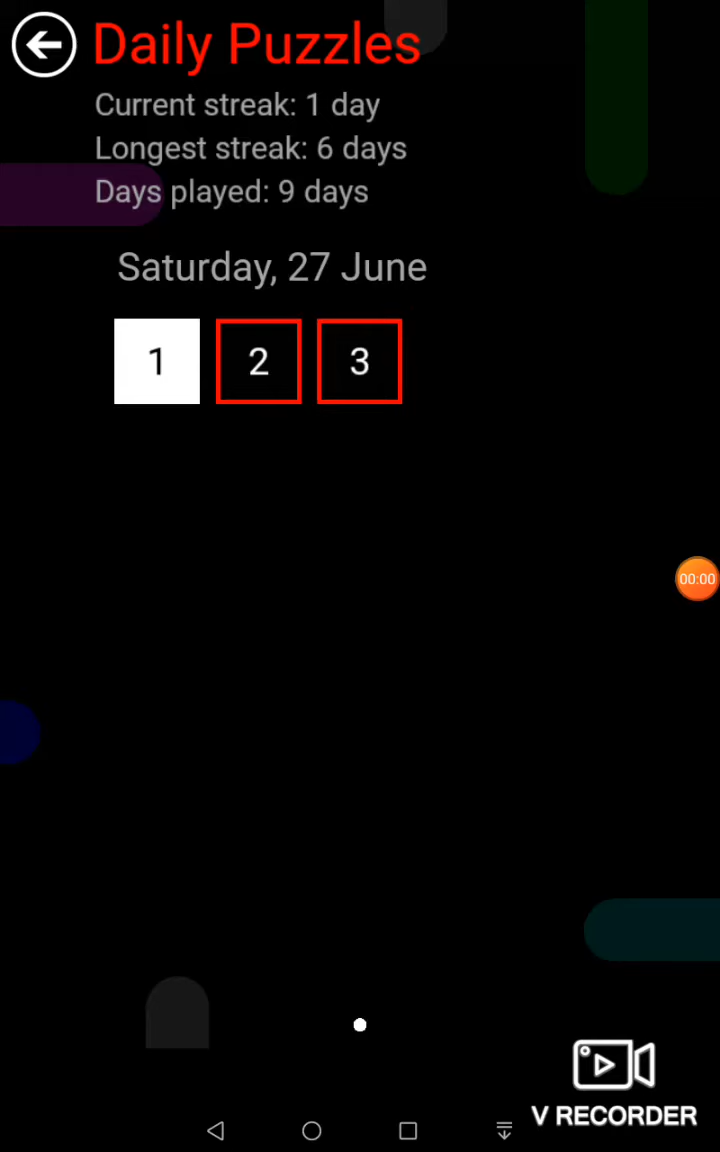 Daily Puzzles
Current streak: 1 day
Longest streak: 6 days
Days played: 9 days
Saturday, 27 June
1 2 3
00:00
V RECORDER